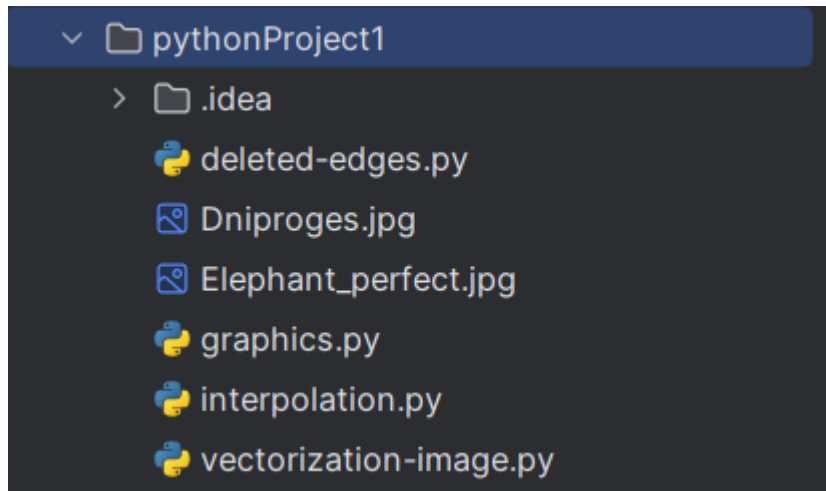 pythonProject1
.idea
deleted-edges.py
Dniproges.jpg
Elephant_perfect.jpg
graphics.py
interpolation.py
vectorization-image.py